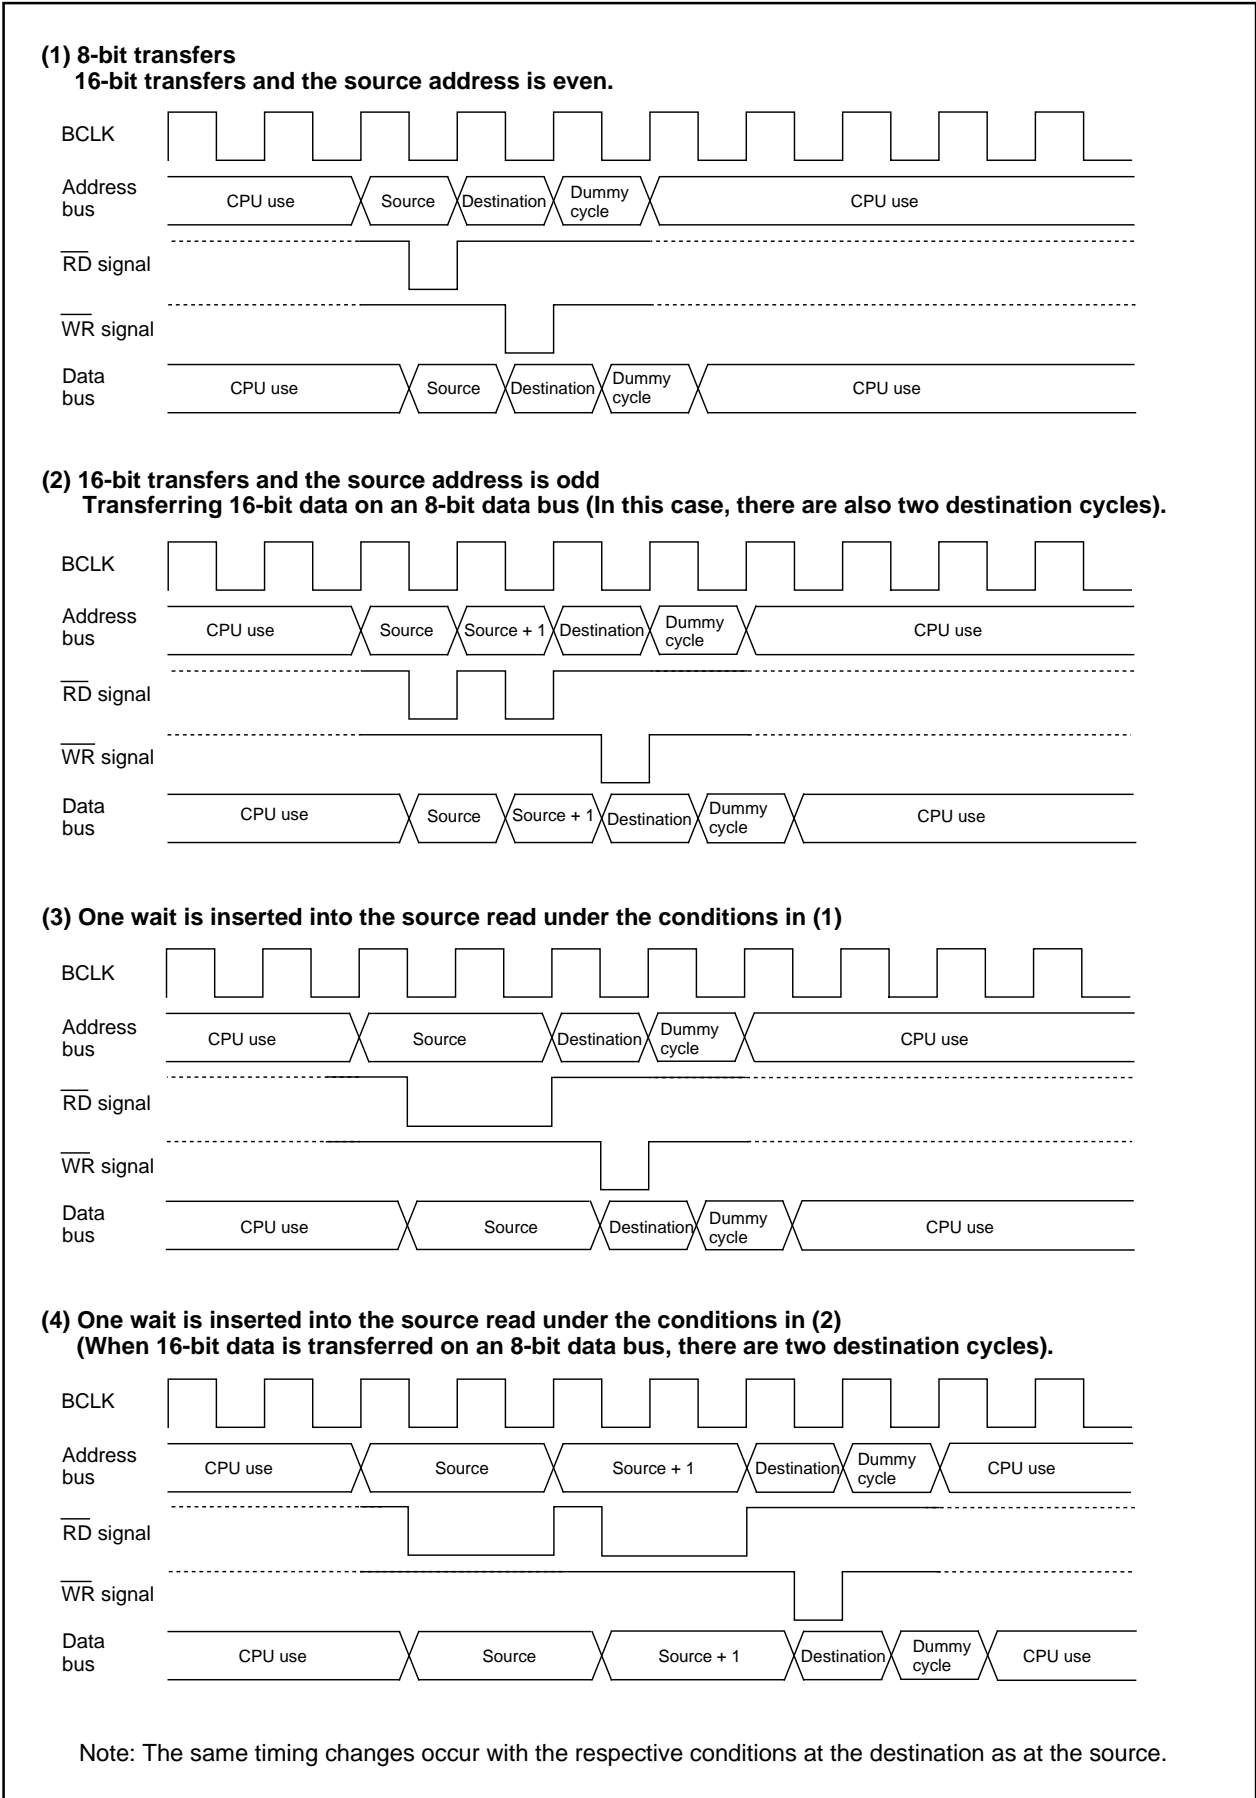 (1) 8-bit transfers
16-bit transfers and the source address is even.
BCLK
Address
bus
CPU use
Source
Destination
Dummy
cycle
CPU use
RD signal
WR signal
Data
bus
CPU use
Source
Destination
Dummy
cycle
CPU use
(2) 16-bit transfers and the source address is odd
Transferring 16-bit data on an 8-bit data bus (In this case, there are also two destination cycles).
BCLK
Address
bus
CPU use
Source
Source + 1
Destination
Dummy
cycle
CPU use
RD signal
WR signal
Data
bus
CPU use
Source
Source + 1
Destination
Dummy
cycle
CPU use
(3) One wait is inserted into the source read under the conditions in (1)
BCLK
Address
bus
CPU use
Source
Destination
Dummy
cycle
CPU use
RD signal
WR signal
Data
bus
CPU use
Source
Destination
Dummy
cycle
CPU use
(4) One wait is inserted into the source read under the conditions in (2)
(When 16-bit data is transferred on an 8-bit data bus, there are two destination cycles).
BCLK
Address
bus
CPU use
Source
Source + 1
Destination
Dummy
cycle
CPU use
RD signal
WR signal
Data
bus
CPU use
Source
Source + 1
Destination
Dummy
cycle
CPU use
Note: The same timing changes occur with the respective conditions at the destination as at the source.